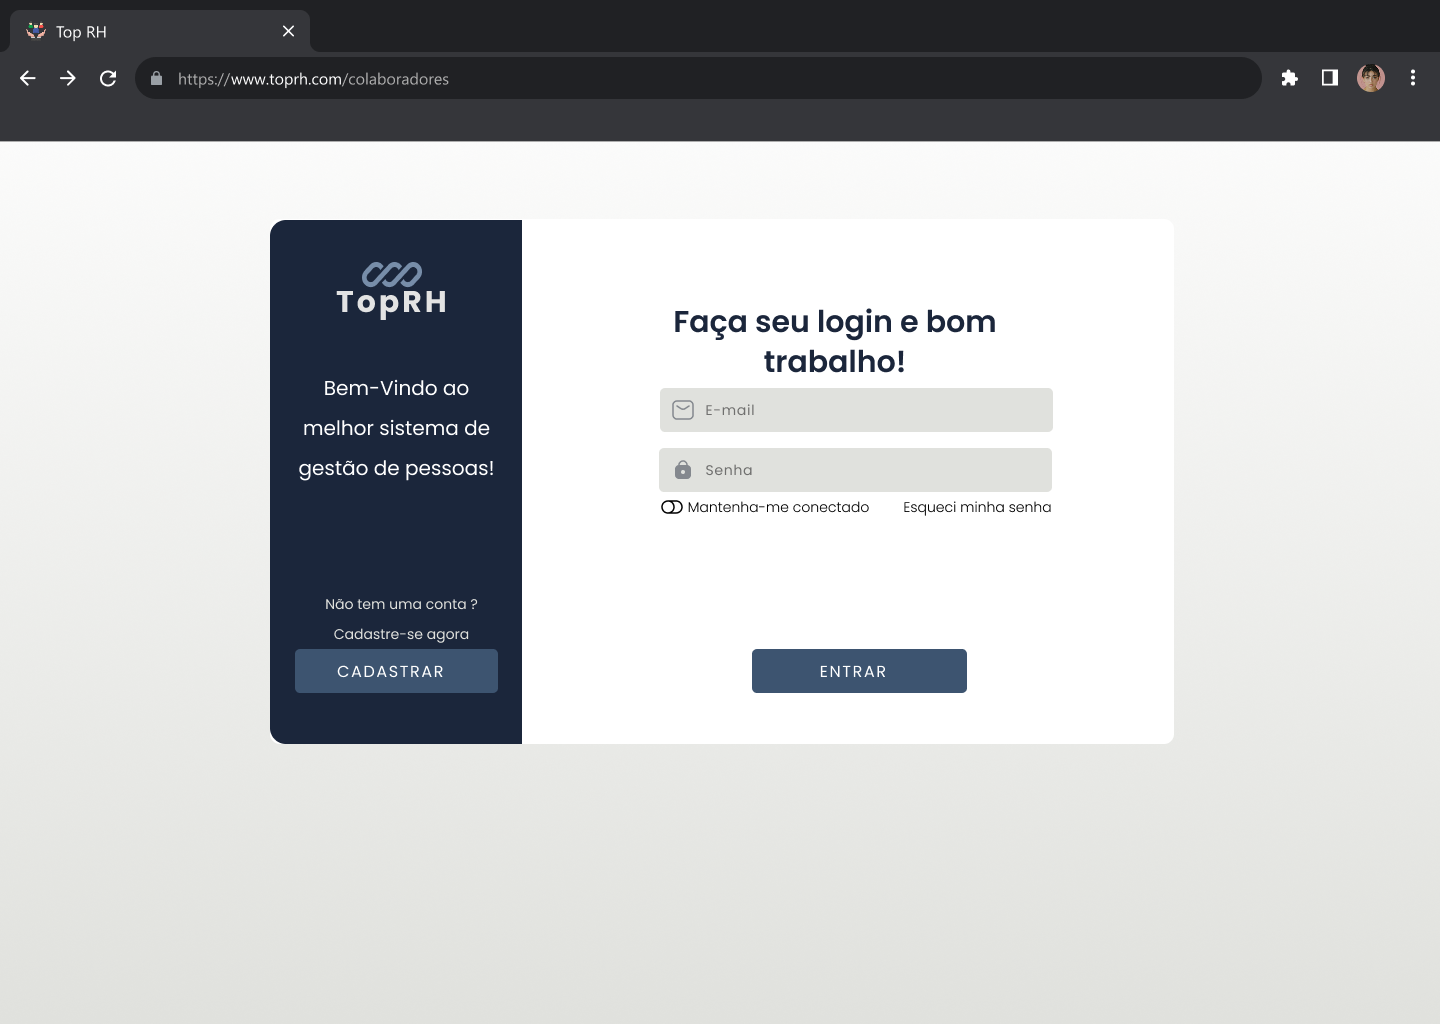 Top RH
https://www.toprh.com/colaboradores
TopRH
Bem-Vindo ao
melhor sistema de
gestão de pessoas!
Não tem uma conta ?
Cadastre-se agora
CADASTRAR
Faça seu login e bom
trabalho!
E-mail
Senha
Mantenha-me conectado
Esqueci minha senha
ENTRAR